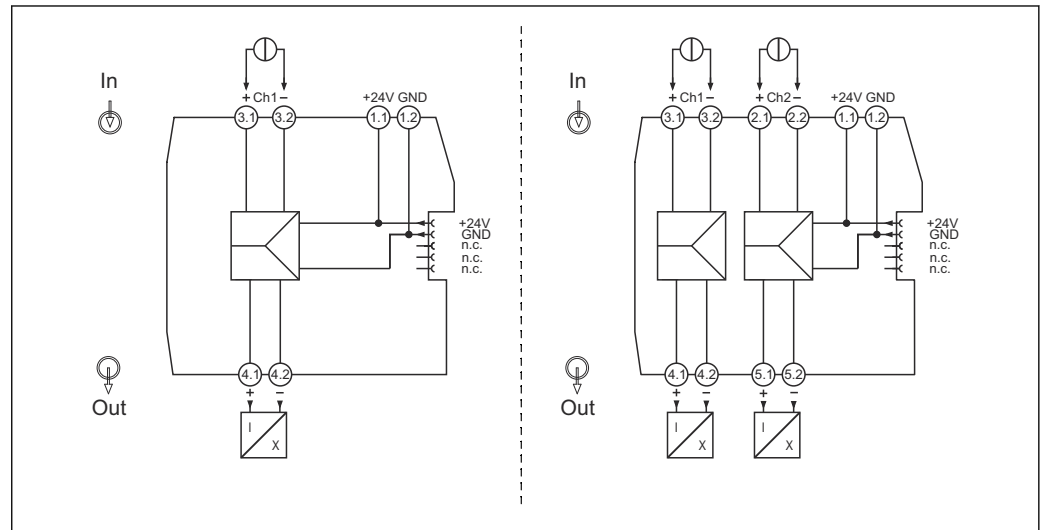 In
+ Ch1 −
+24V GND
3.1 3.2 1.1 1.2
+24V
GND
n.c.
n.c.
n.c.
4.1 4.2
+ −
Out
I X
In
+ Ch1 − + Ch2 − +24V GND
3.1 3.2 2.1 2.2 1.1 1.2
+24V
GND
n.c.
n.c.
n.c.
4.1 4.2 5.1 5.2
+ − + −
Out
I X I X